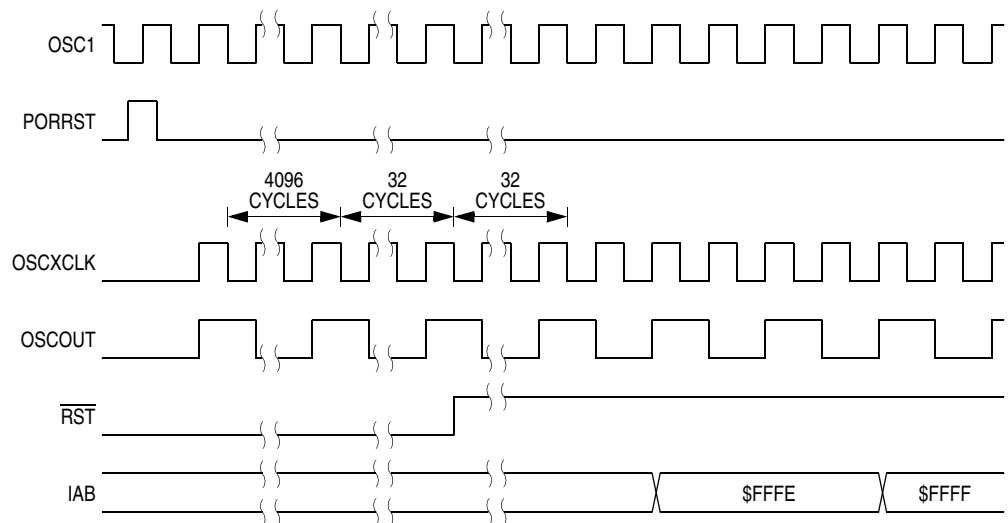 OSC1
PORRST
4096
CYCLES
32
CYCLES
32
CYCLES
OSCXCLK
OSCOUT
RST
IAB
$FFFE
$FFFF